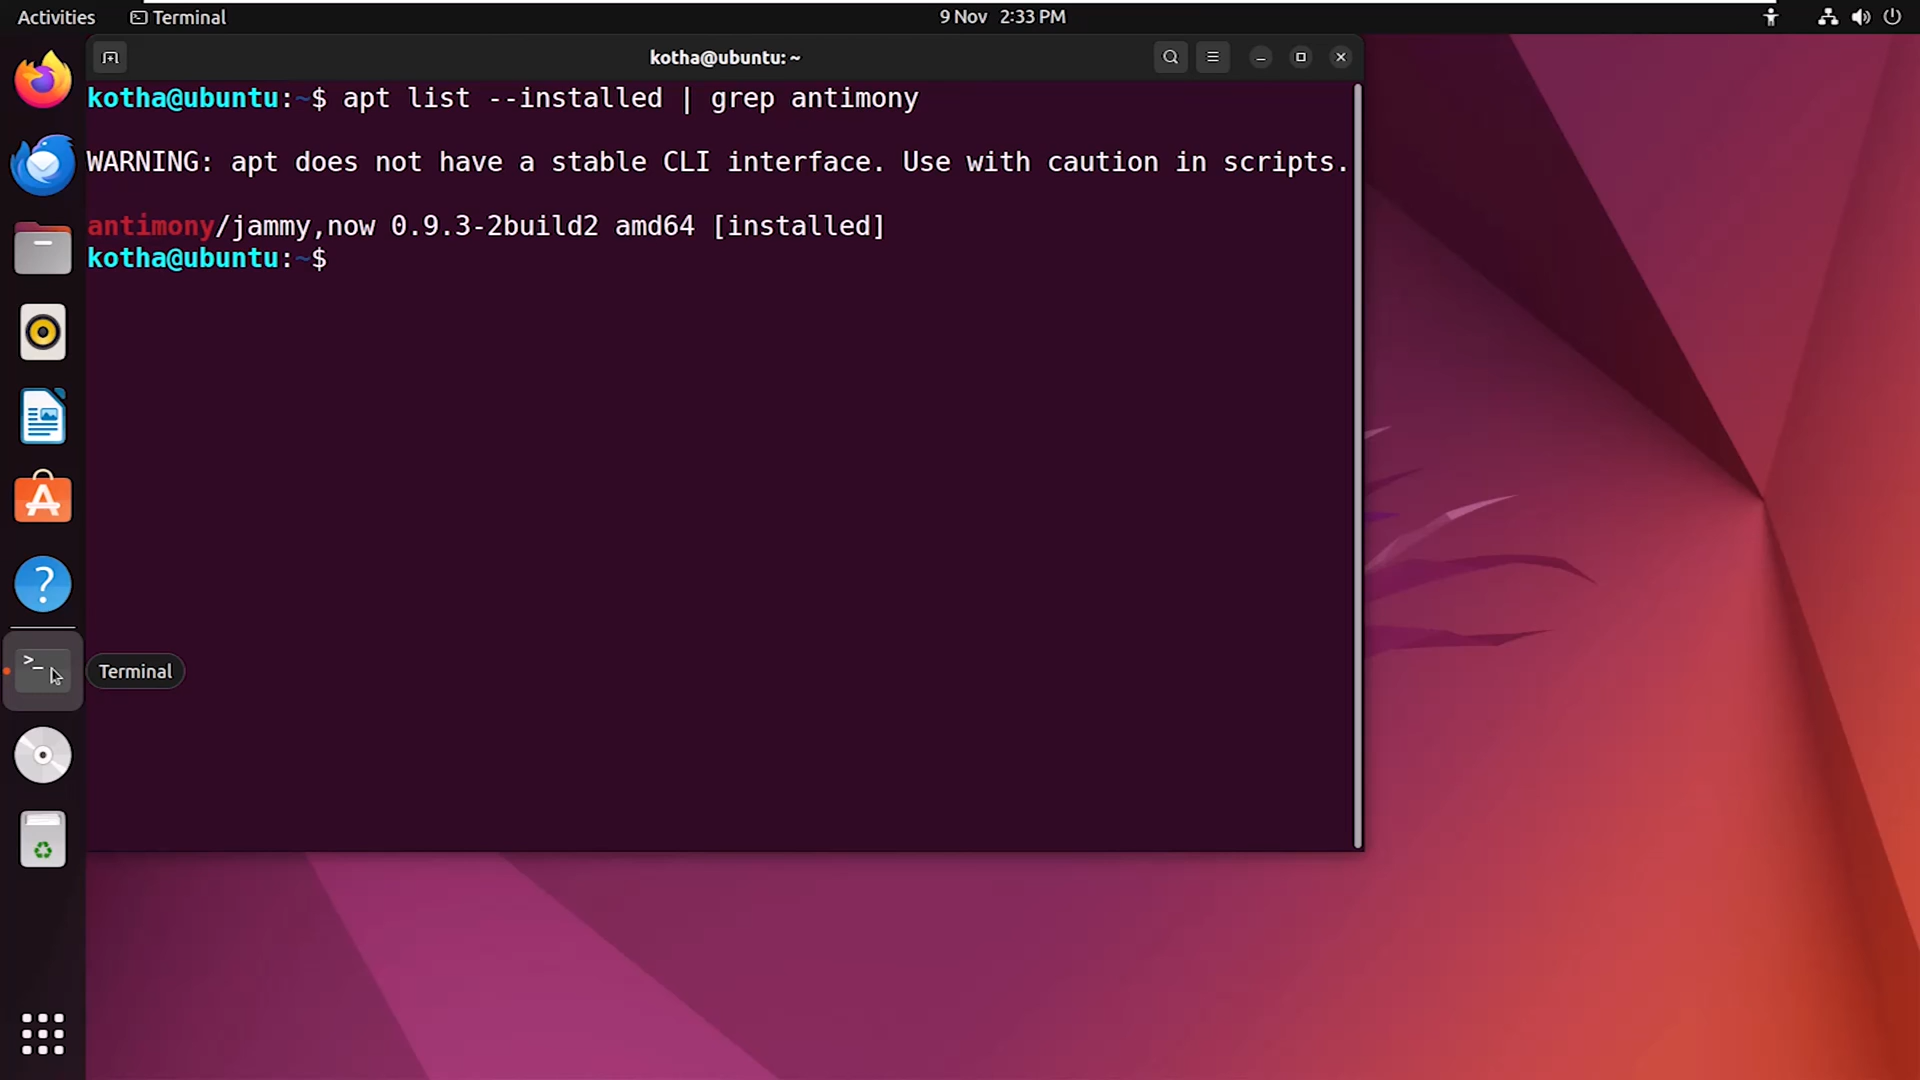 Activities Terminal 9 Nov 2:33 PM
kotha@ubuntu: ~
kotha@ubuntu:~$ apt list --installed | grep antimony
WARNING: apt does not have a stable CLI interface. Use with caution in scripts.
antimony/jammy,now 0.9.3-2build2 amd64 [installed]
kotha@ubuntu:~$
Terminal